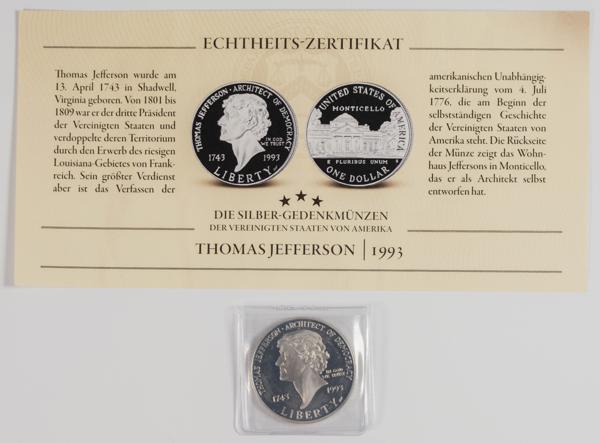 ECHTHEITS-ZERTIFIKAT
Thomas Jefferson wurde am
13. April 1743 in Shadwell,
Virginia geboren. Von 1801 bis
1809 war er der dritte Präsident
der Vereinigten Staaten und
verdoppelte deren Territorium
durch den Erwerb des riesigen
Louisiana-Gebietes von Frank-
reich. Sein größter Verdienst
aber ist das Verfassen der
THOMAS JEFFERSON · ARCHITECT OF DEMOCRACY
IN GOD
WE TRUST
1743 1993
LIBERTY
UNITED STATES OF AMERICA
MONTICELLO
E PLURIBUS UNUM
ONE DOLLAR
amerikanischen Unabhängig-
keitserklärung vom 4. Juli
1776, die am Beginn der
selbstständigen Geschichte
der Vereinigten Staaten von
Amerika steht. Die Rückseite
der Münze zeigt das Wohn-
haus Jeffersons in Monticello,
das er als Architekt selbst
entworfen hat.
DIE SILBER-GEDENKMÜNZEN
DER VEREINIGTEN STAATEN VON AMERIKA
THOMAS JEFFERSON | 1993
THOMAS JEFFERSON · ARCHITECT OF DEMOCRACY
IN GOD
WE TRUST
1743 1993
LIBERTY